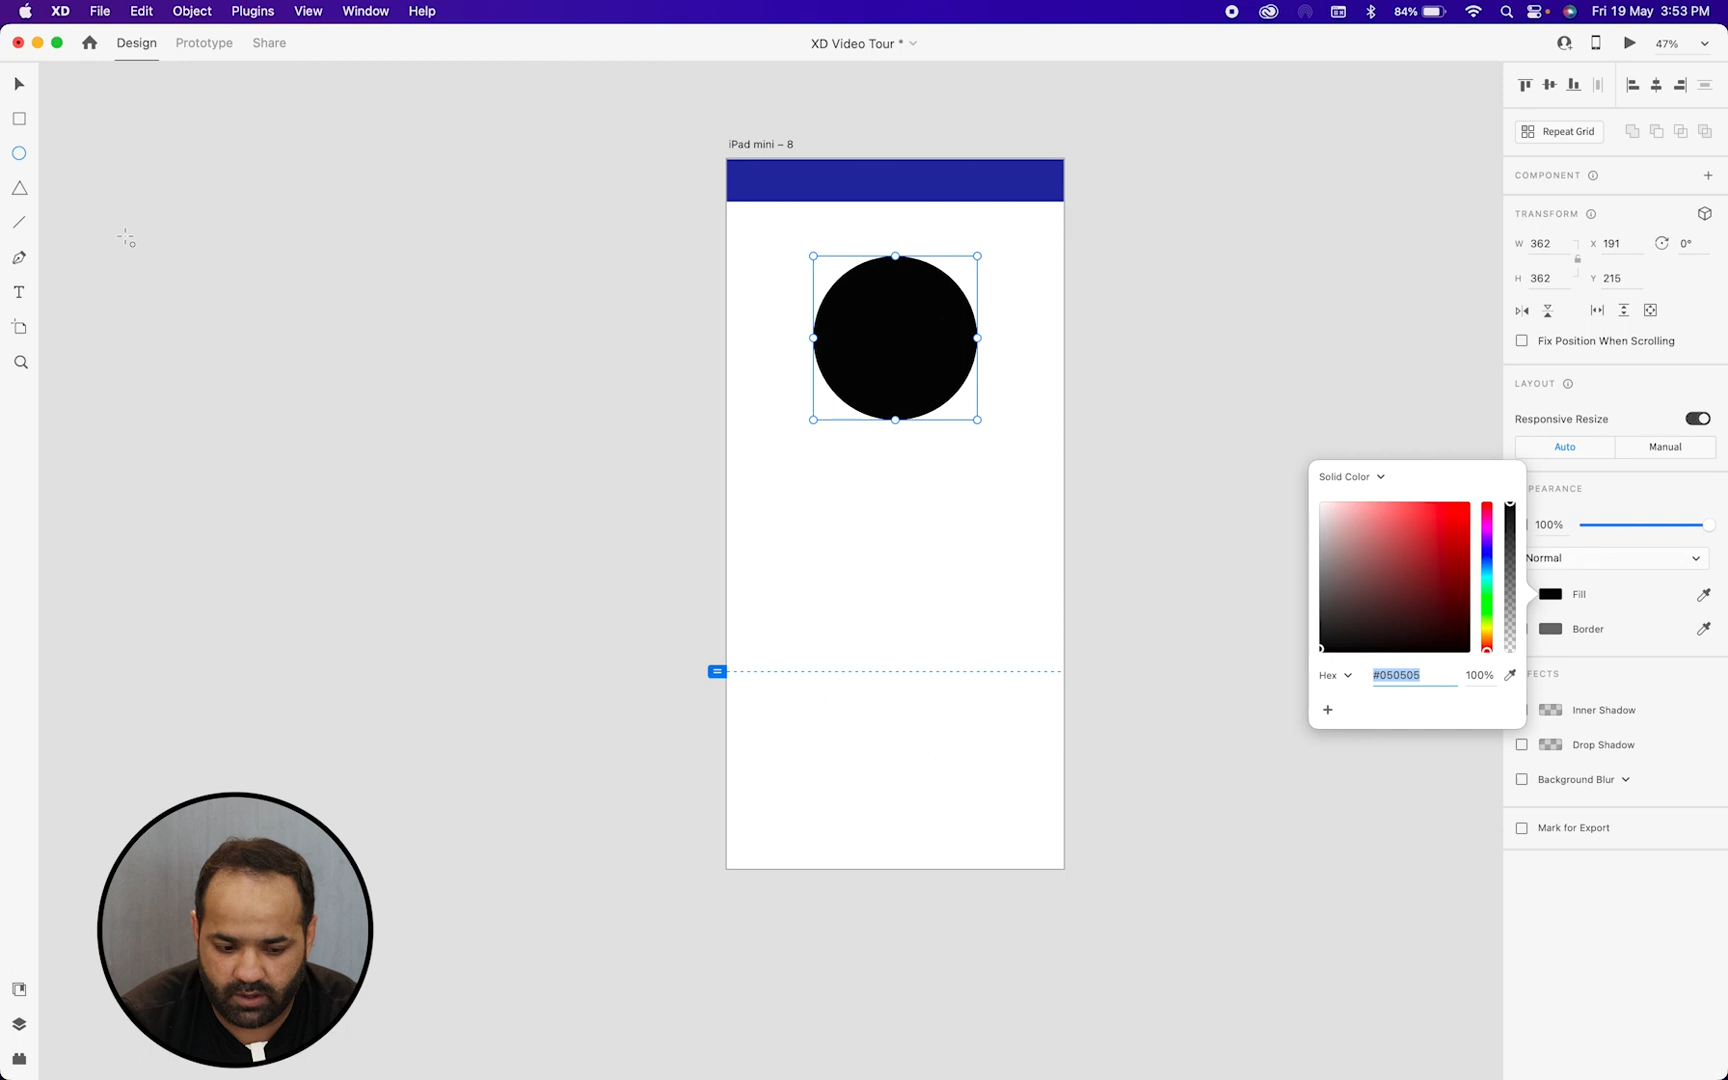 XD File Edit Object Plugins View Window Help 84% Fri 19 May 3:53 PM
Design Prototype Share XD Video Tour * 47%
iPad mini – 8
Repeat Grid
COMPONENT
TRANSFORM
W 362 X 191 0°
H 362 Y 215
Fix Position When Scrolling
LAYOUT
Responsive Resize
Auto Manual
Solid Color
PEARANCE
100%
Normal
Fill
Border
Hex #050505 100%
FECTS
Inner Shadow
Drop Shadow
Background Blur
Mark for Export